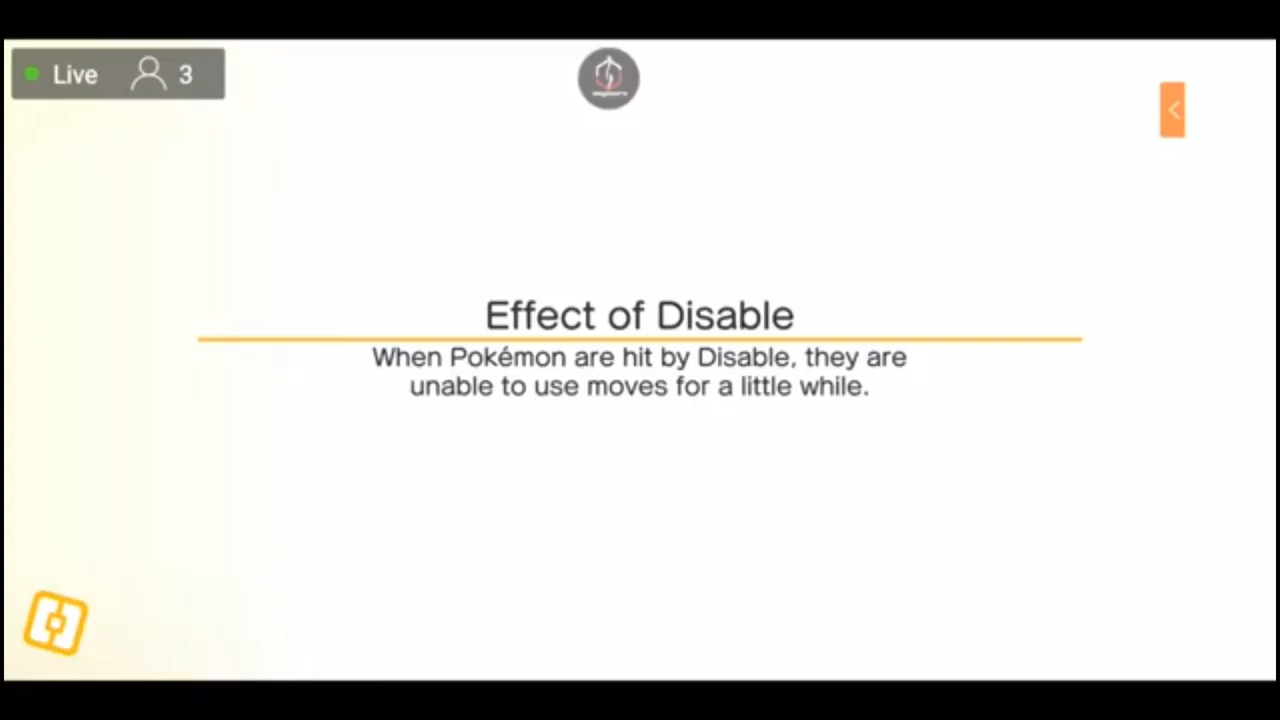 Live 3
Effect of Disable
When Pokémon are hit by Disable, they are
unable to use moves for a little while.